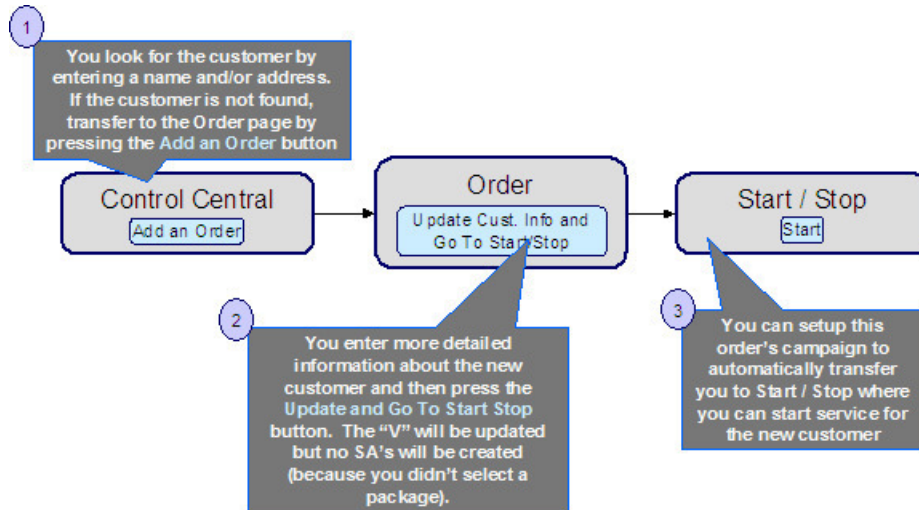 1
You look for the customer by
entering a name and/or address.
If the customer is not found,
transfer to the Order page by
pressing the Add an Order button
Control Central
Add an Order
Order
Update Cust. Info and
Go To Start/Stop
Start / Stop
Start
2
You enter more detailed
information about the new
customer and then press the
Update and Go To Start Stop
button. The “V” will be updated
but no SA’s will be created
(because you didn’t select a
package).
3
You can setup this
order’s campaign to
automatically transfer
you to Start / Stop where
you can start service for
the new customer